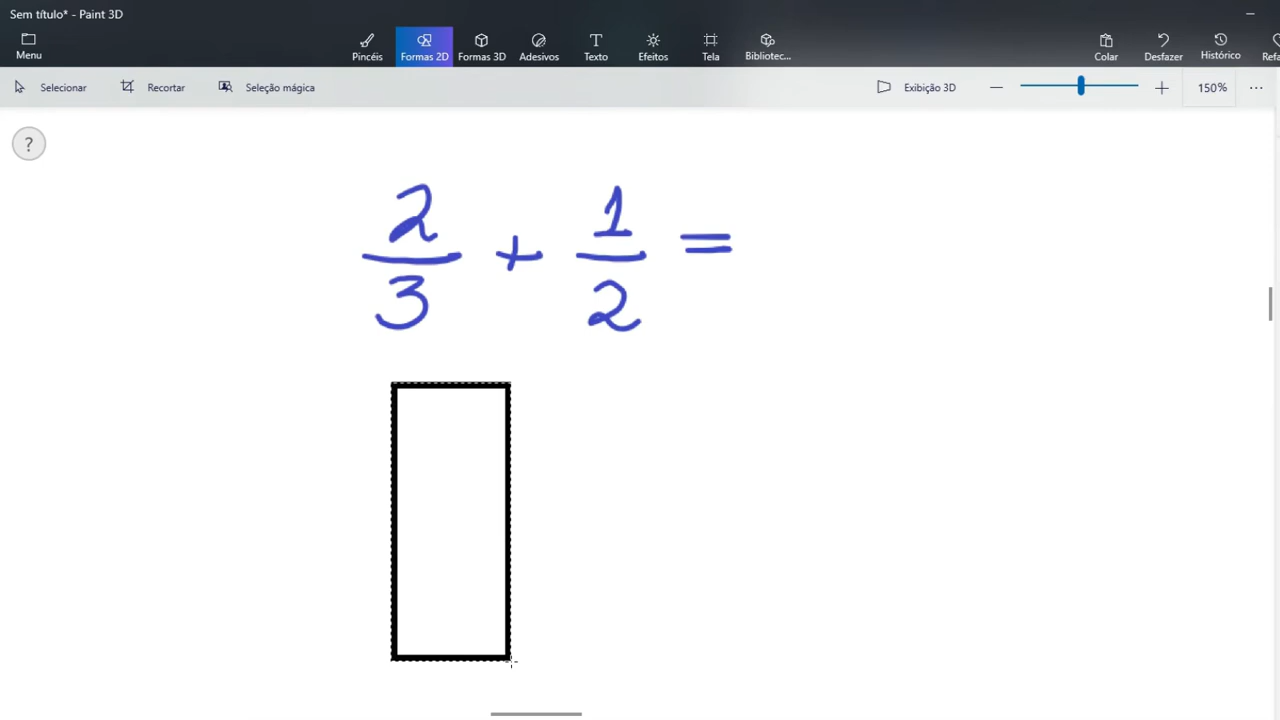 Sem título* - Paint 3D
Menu
Pincéis Formas 2D Formas 3D Adesivos Texto Efeitos Tela Bibliotec... Colar Desfazer Histórico Refa
Selecionar Recortar Seleção mágica Exibição 3D 150% ...
?
2/3 + 1/2 =